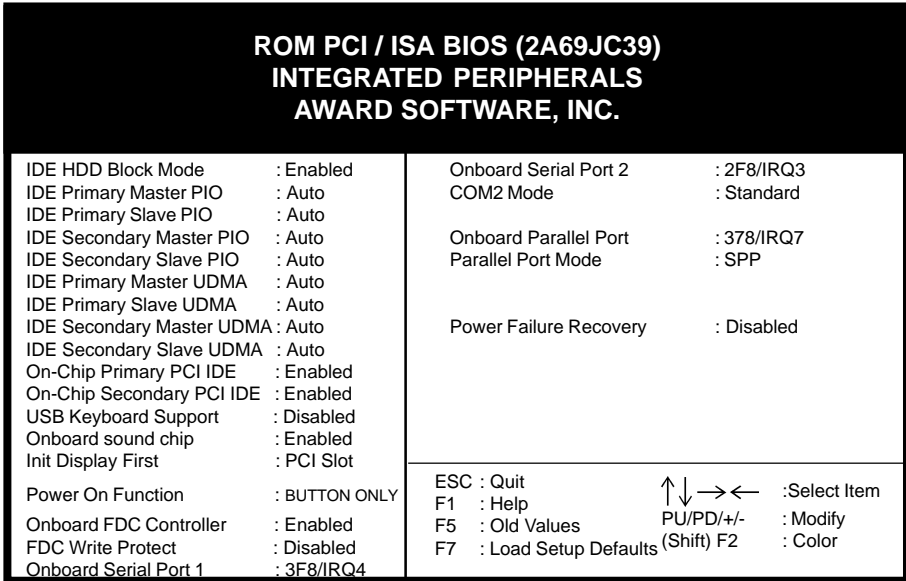 ROM PCI / ISA BIOS (2A69JC39)
INTEGRATED PERIPHERALS
AWARD SOFTWARE, INC.
IDE HDD Block Mode : Enabled
IDE Primary Master PIO : Auto
IDE Primary Slave PIO : Auto
IDE Secondary Master PIO : Auto
IDE Secondary Slave PIO : Auto
IDE Primary Master UDMA : Auto
IDE Primary Slave UDMA : Auto
IDE Secondary Master UDMA : Auto
IDE Secondary Slave UDMA : Auto
On-Chip Primary PCI IDE : Enabled
On-Chip Secondary PCI IDE : Enabled
USB Keyboard Support : Disabled
Onboard sound chip : Enabled
Init Display First : PCI Slot
Power On Function : BUTTON ONLY
Onboard FDC Controller : Enabled
FDC Write Protect : Disabled
Onboard Serial Port 1 : 3F8/IRQ4
Onboard Serial Port 2 : 2F8/IRQ3
COM2 Mode : Standard
Onboard Parallel Port : 378/IRQ7
Parallel Port Mode : SPP
Power Failure Recovery : Disabled
ESC : Quit ↑↓→← :Select Item
F1 : Help
F5 : Old Values PU/PD/+/- : Modify
F7 : Load Setup Defaults (Shift) F2 : Color